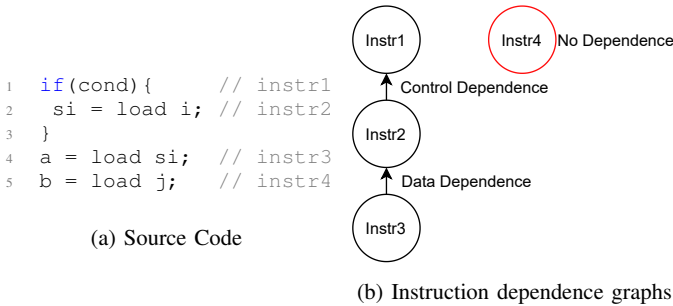 1 if(cond){ // instr1
2 si = load i; // instr2
3 }
4 a = load si; // instr3
5 b = load j; // instr4
(a) Source Code
Instr1
Instr4 No Dependence
Control Dependence
Instr2
Data Dependence
Instr3
(b) Instruction dependence graphs